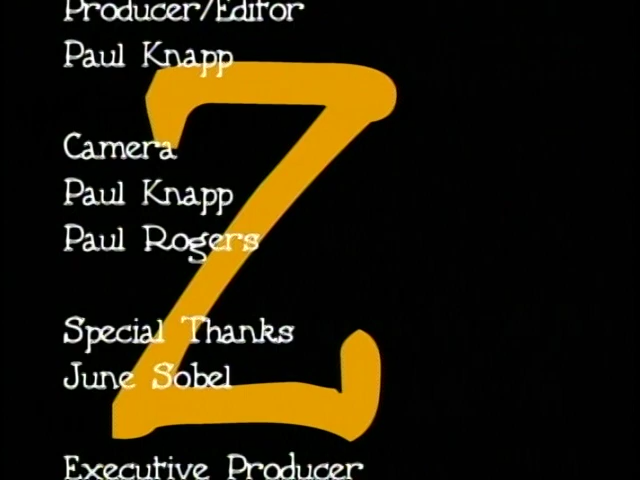 Producer/Editor
Paul Knapp
Camera
Paul Knapp
Paul Rogers
Special Thanks
June Sobel
Executive Producer
Z